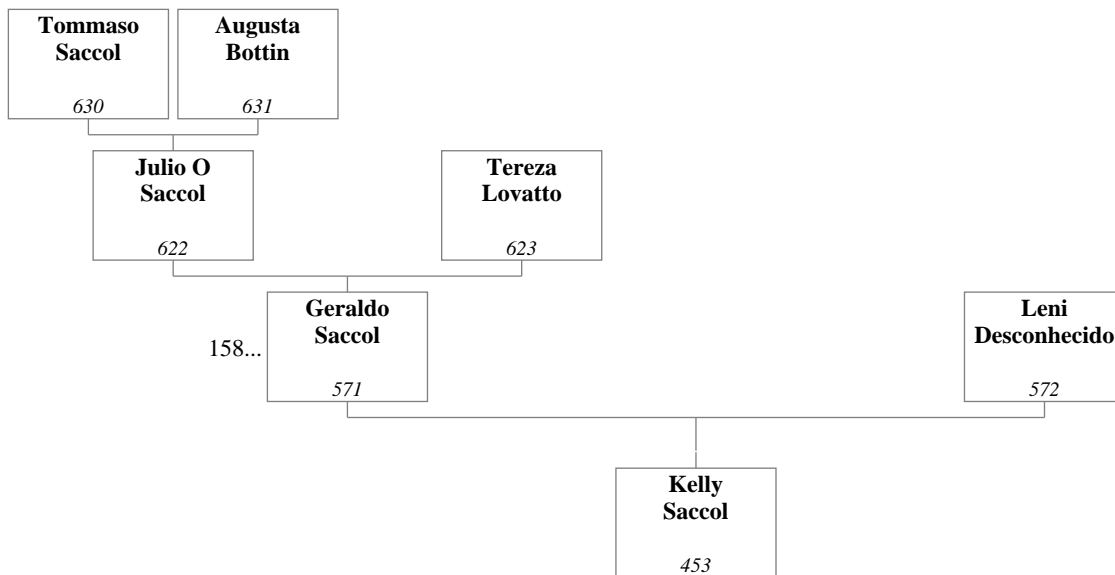 Tommaso
Saccol
630
Augusta
Bottin
631
Julio O
Saccol
622
Tereza
Lovatto
623
158...
Geraldo
Saccol
571
Leni
Desconhecido
572
Kelly
Saccol
453